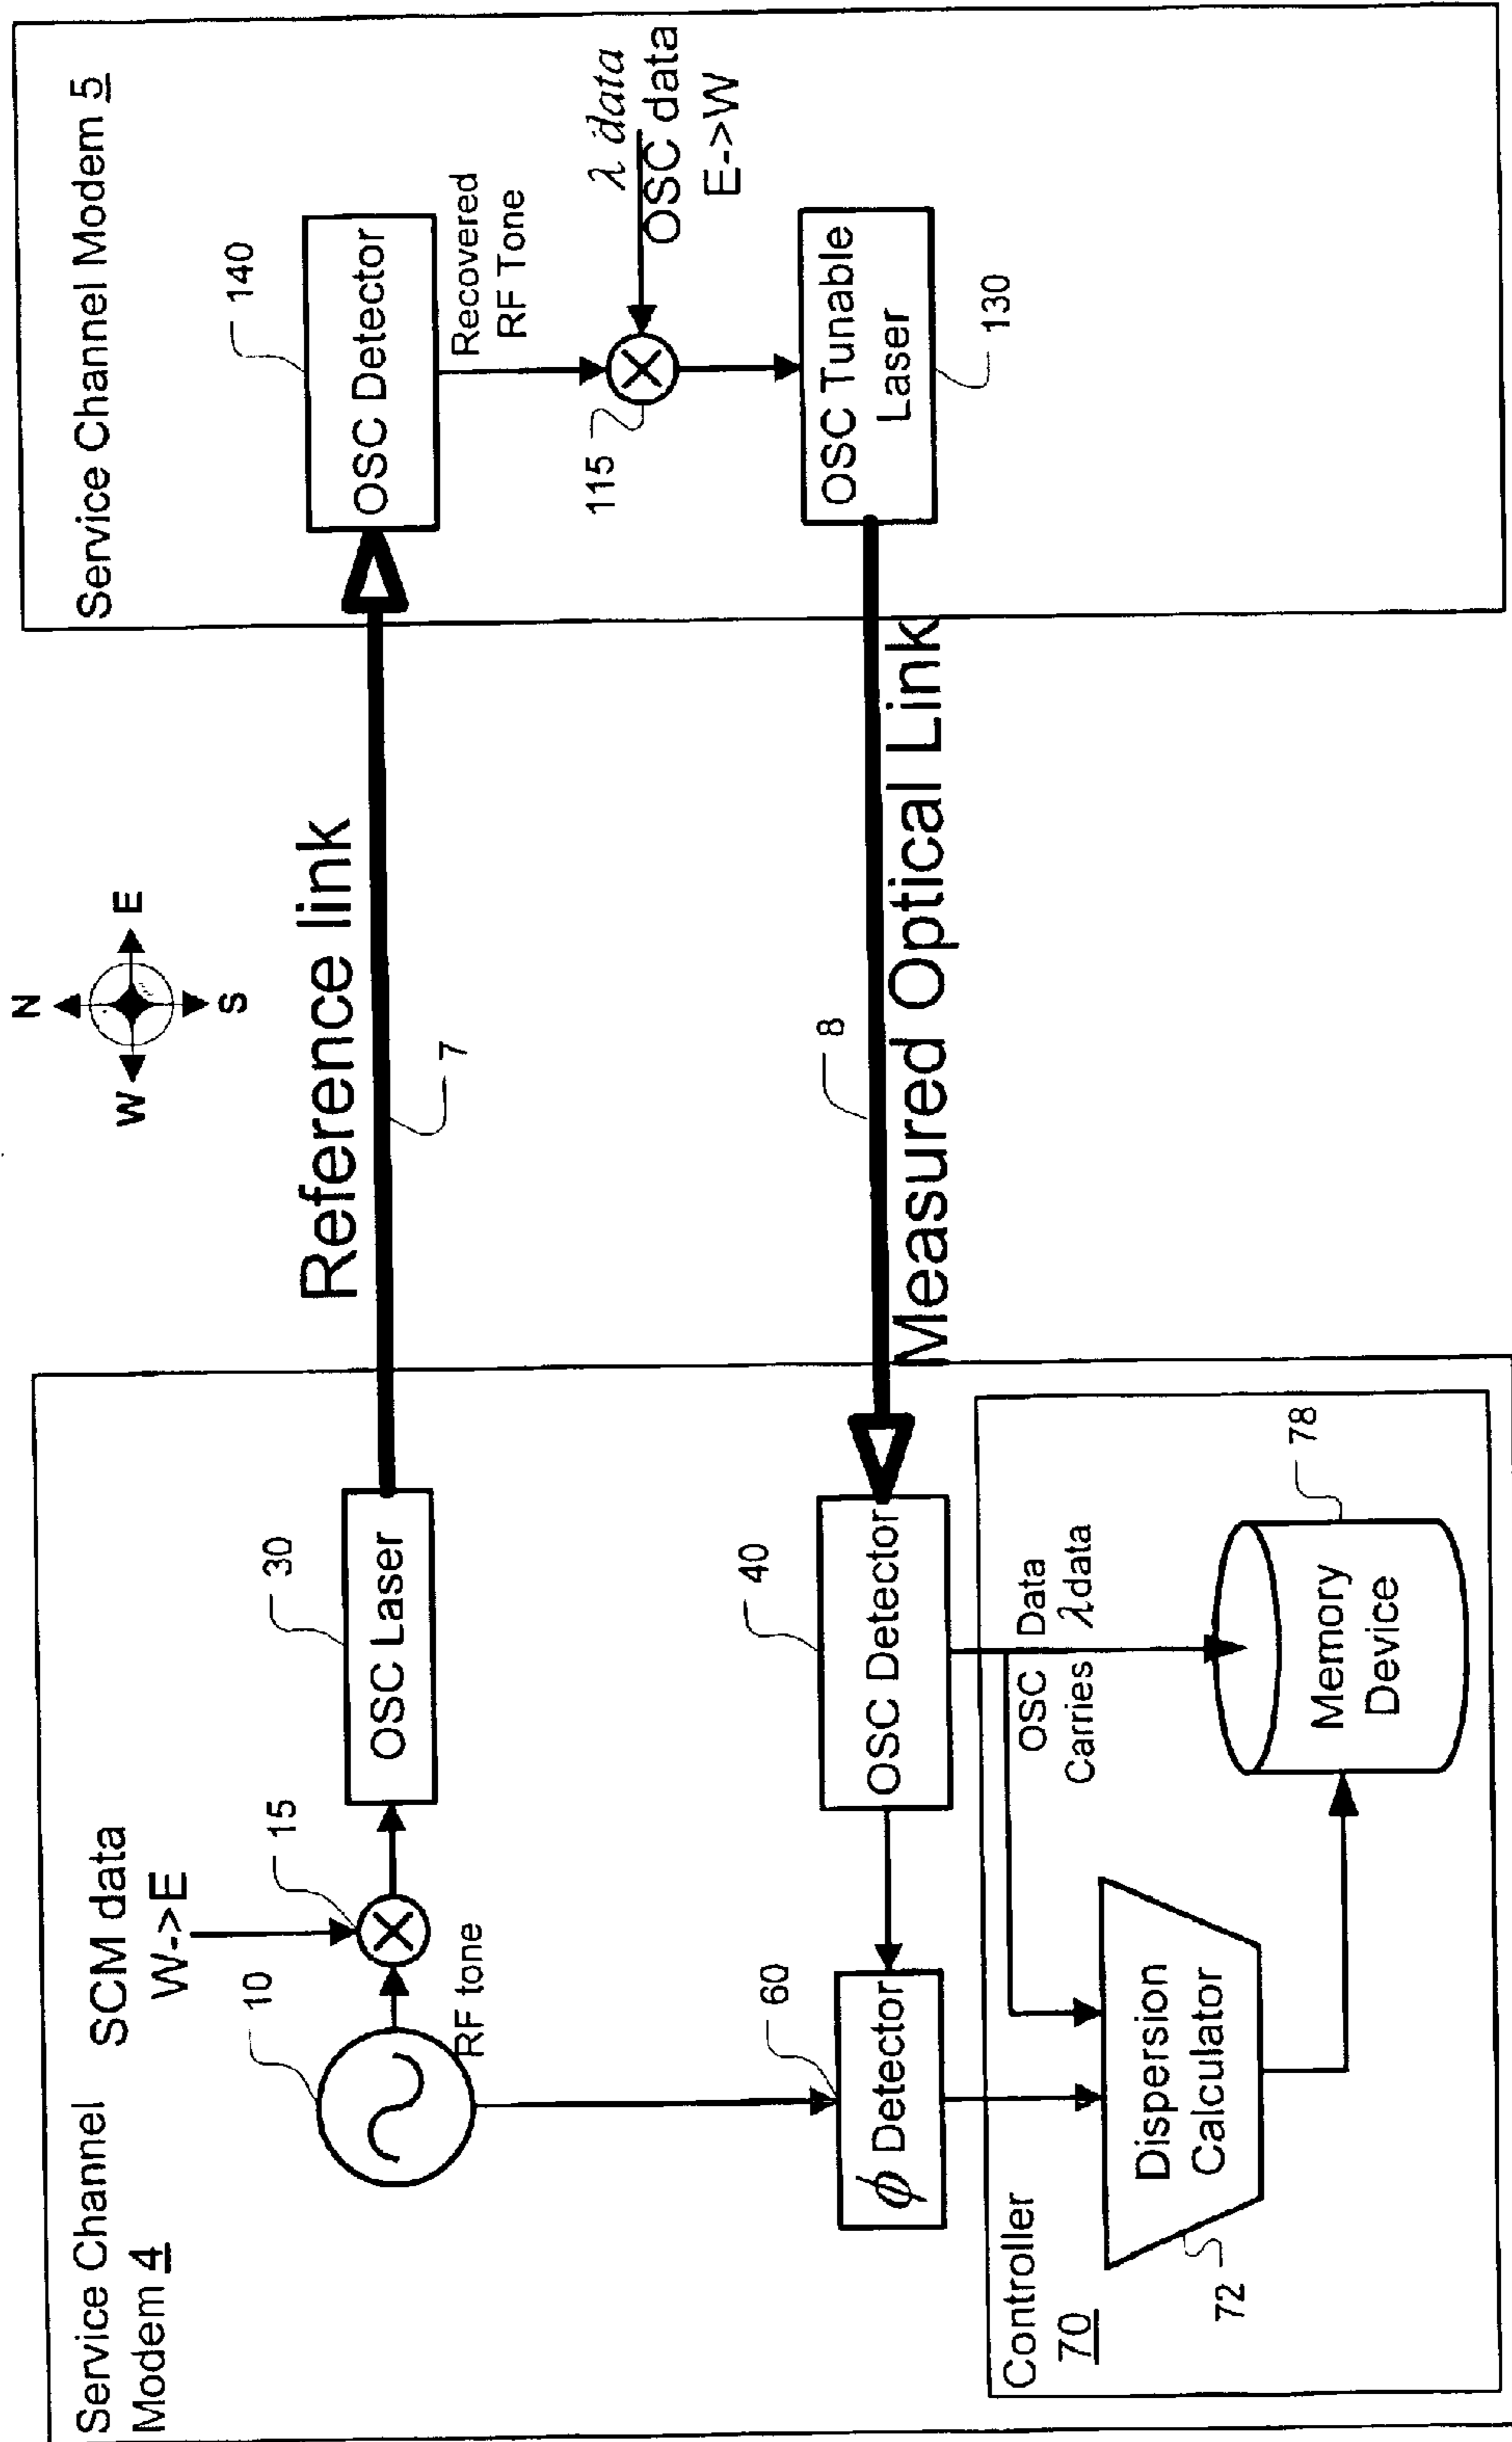 Service Channel
Modem 4
SCM data
W->E
10
15
RF tone
30
OSC Laser
N
W
E
S
Reference link
7
Service Channel Modem 5
140
OSC Detector
Recovered
RF Tone
115
λ data
OSC data
E->W
OSC Tunable
Laser
130
8
Measured Optical Link
40
OSC Detector
60
ϕ Detector
OSC Data
Carries λdata
Controller
70
Dispersion
Calculator
72
Memory
Device
78